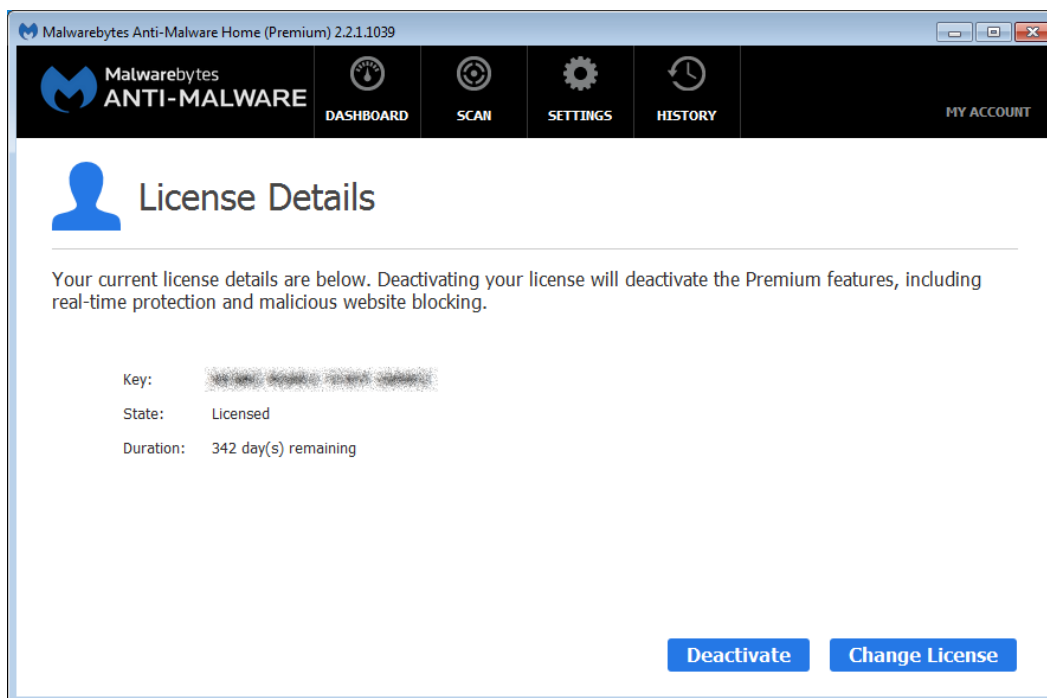 Malwarebytes Anti-Malware Home (Premium) 2.2.1.1039
Malwarebytes
ANTI-MALWARE
DASHBOARD
SCAN
SETTINGS
HISTORY
MY ACCOUNT
License Details
Your current license details are below. Deactivating your license will deactivate the Premium features, including
real-time protection and malicious website blocking.
Key:
State: Licensed
Duration: 342 day(s) remaining
Deactivate
Change License